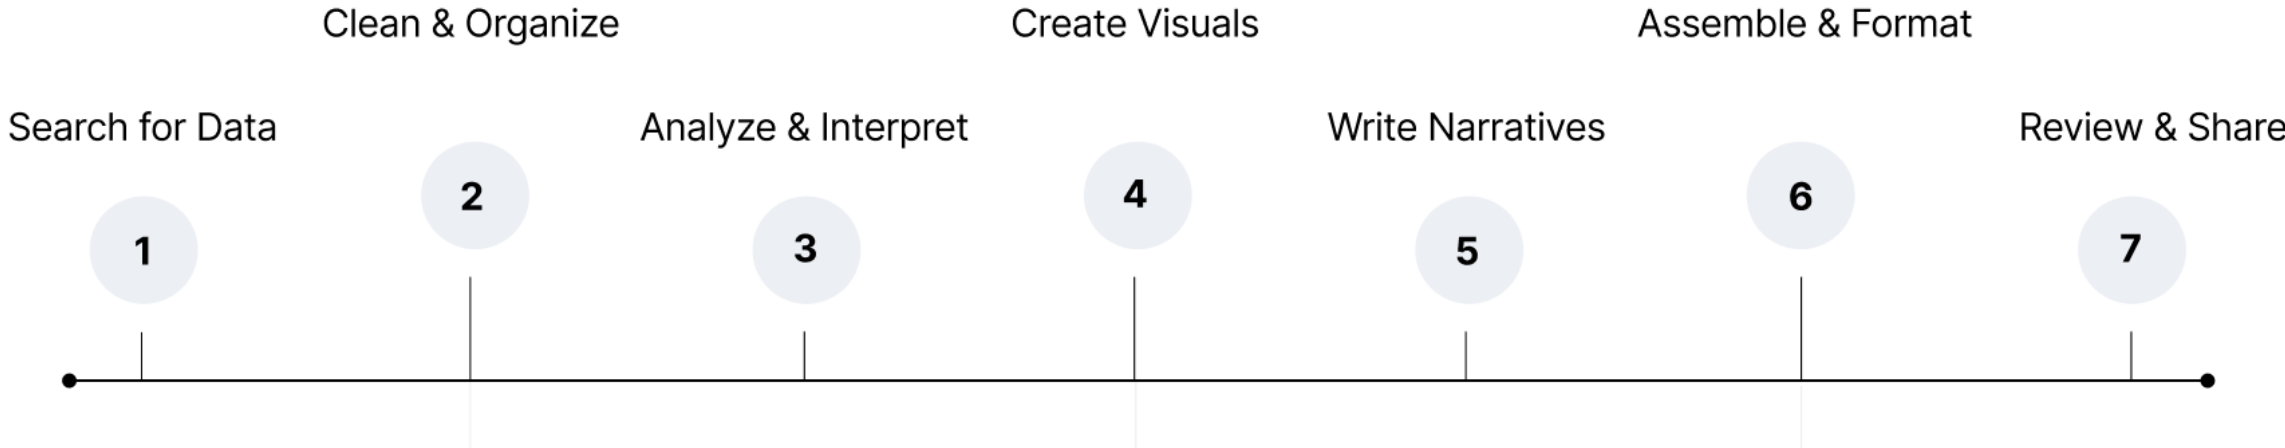 Search for Data
1
Clean & Organize
2
Analyze & Interpret
3
Create Visuals
4
Write Narratives
5
Assemble & Format
6
Review & Share
7